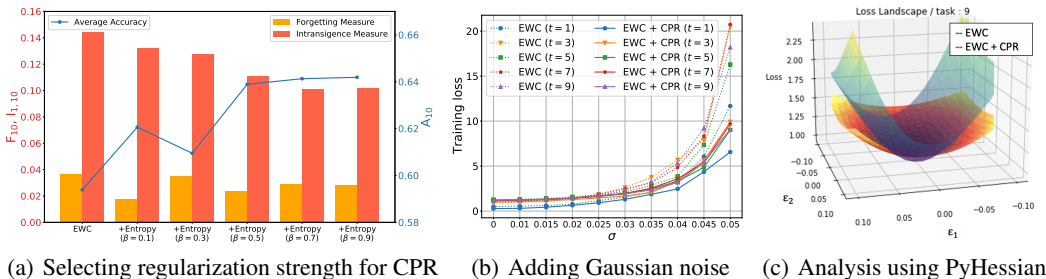 Average Accuracy
Forgetting Measure
Intransigence Measure
F10, I1,10
0.16
0.14
0.12
0.10
0.08
0.06
0.04
0.02
0.00
A10
0.66
0.64
0.62
0.60
0.58
EWC +Entropy +Entropy +Entropy +Entropy +Entropy
(β=0.1) (β=0.3) (β=0.5) (β=0.7) (β=0.9)
(a) Selecting regularization strength for CPR
Training loss
20
15
10
5
0
EWC (t=1) EWC + CPR (t=1)
EWC (t=3) EWC + CPR (t=3)
EWC (t=5) EWC + CPR (t=5)
EWC (t=7) EWC + CPR (t=7)
EWC (t=9) EWC + CPR (t=9)
0 0.01 0.015 0.02 0.025 0.03 0.035 0.04 0.045 0.05
σ
(b) Adding Gaussian noise
Loss Landscape / task : 9
EWC
EWC + CPR
Loss
2.25
2.00
1.75
1.50
1.25
1.00
ε2
-0.10
-0.05
0.00
0.05
0.10
0.10 0.05 0.00 -0.05 -0.10
ε1
(c) Analysis using PyHessian